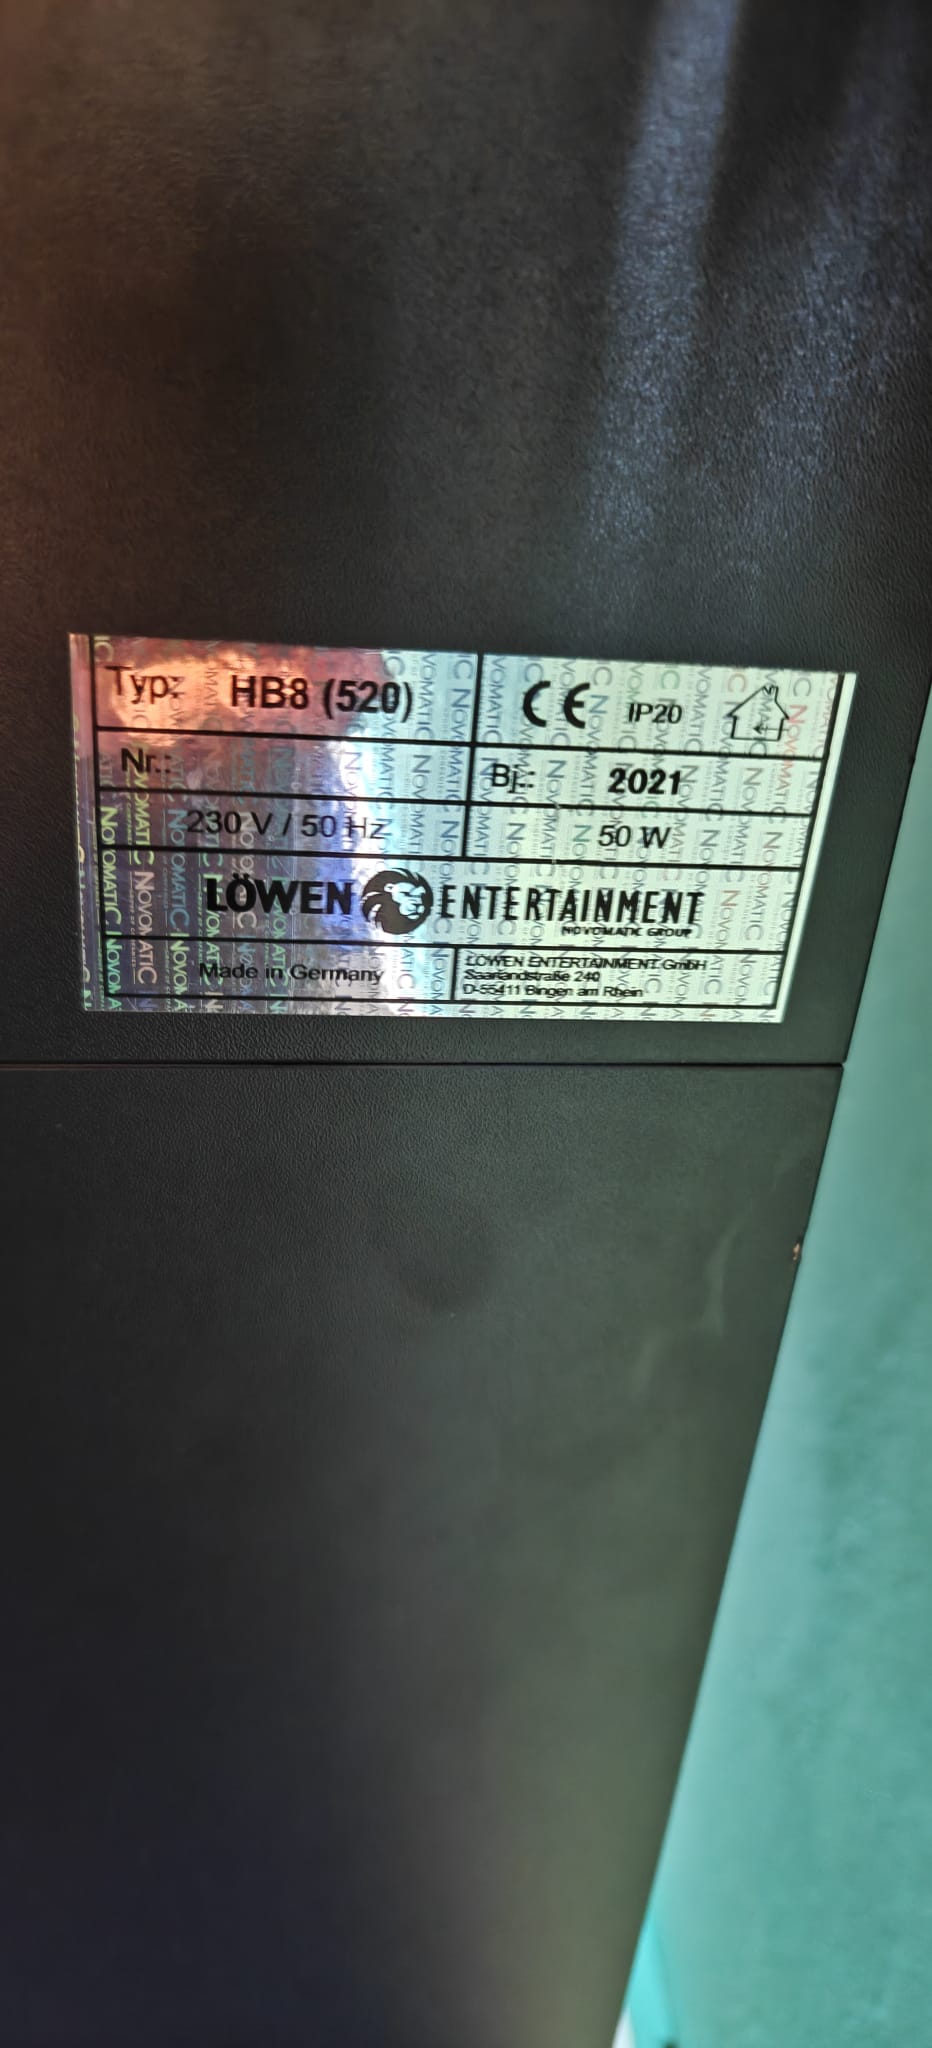 Typ: HB8 (520)
CE IP20
Nr.:
Bj.: 2021
230 V / 50 Hz
50 W
LÖWEN ENTERTAINMENT
NOVOMATIC GROUP
Made in Germany
LÖWEN ENTERTAINMENT GmbH
Saarlandstraße 240
D-55411 Bingen am Rhein
NOVOMATIC